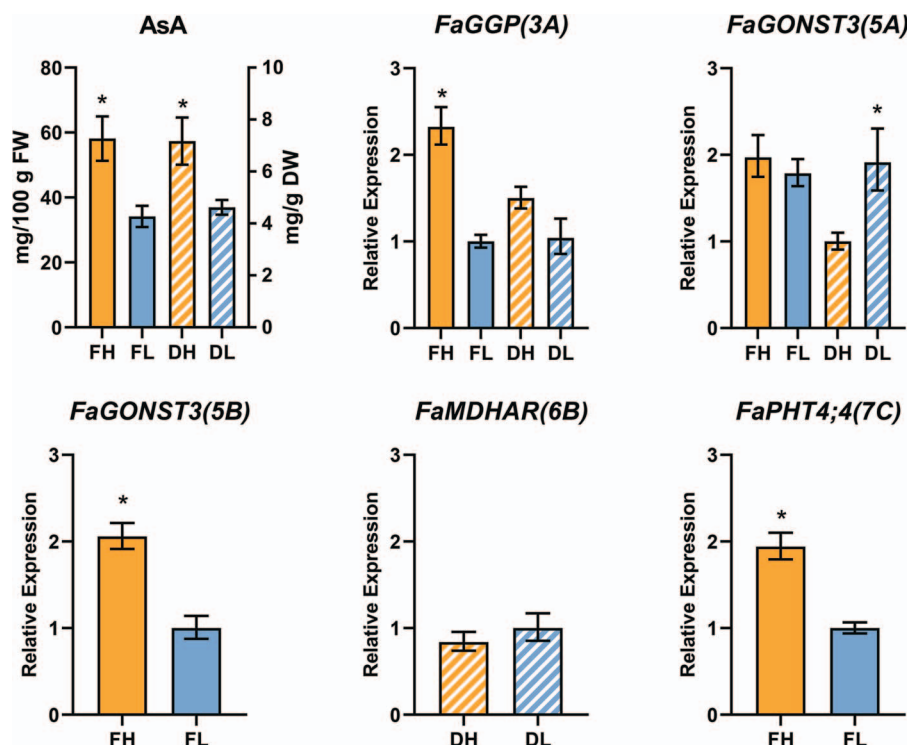 AsA
mg/100 g FW
80
60
40
20
0
*
*
10
8
6
4
2
0
mg/g DW
FH FL DH DL
FaGGP(3A)
Relative Expression
3
2
1
0
*
FH FL DH DL
FaGONST3(5A)
Relative Expression
3
2
1
0
*
FH FL DH DL
FaGONST3(5B)
Relative Expression
3
2
1
0
*
FH FL
FaMDHAR(6B)
Relative Expression
3
2
1
0
DH DL
FaPHT4;4(7C)
Relative Expression
3
2
1
0
*
FH FL